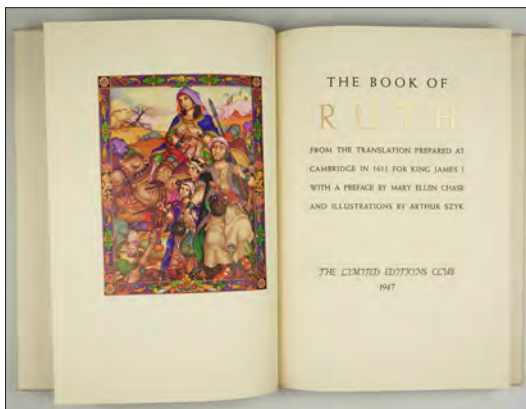 THE BOOK OF
RUTH
FROM THE TRANSLATION PREPARED AT
CAMBRIDGE IN 1611 FOR KING JAMES I
WITH A PREFACE BY MARY ELLEN CHASE
AND ILLUSTRATIONS BY ARTHUR SZYK
THE LIMITED EDITIONS CLUB
1947